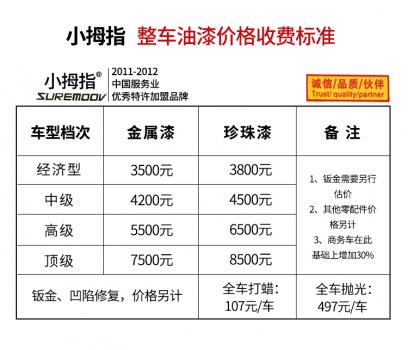 小拇指 整车油漆价格收费标准
小拇指®
SUREMOOV
2011-2012
中国服务业
优秀特许加盟品牌
诚信/品质/伙伴
Trust/ quality/partner
车型档次 金属漆 珍珠漆 备 注
经济型 3500元 3800元
中级 4200元 4500元
高级 5500元 6500元
顶级 7500元 8500元
1、钣金需要另行
估价
2、其他零配件价
格另计
3、商务车在此
基础上增加30%
钣金、凹陷修复，价格另计
全车打蜡：
107元/车
全车抛光：
497元/车